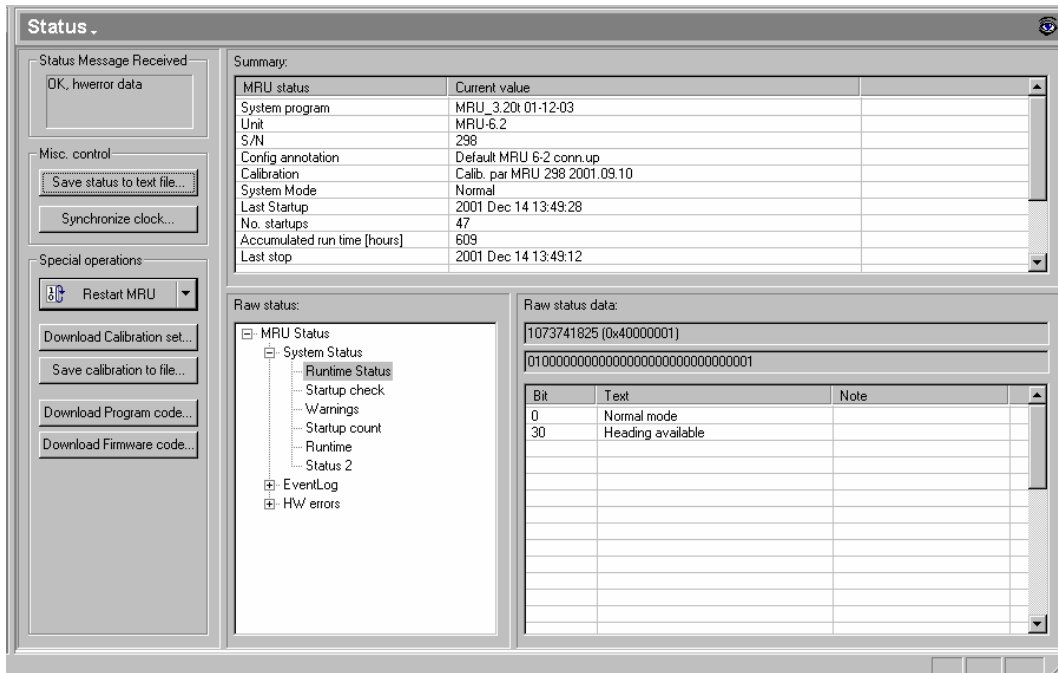 Status
Status Message Received
OK, hwerror data
Misc. control
Save status to text file...
Synchronize clock...
Special operations
Restart MRU
Download Calibration set...
Save calibration to file...
Download Program code...
Download Firmware code...
Summary:
MRU status Current value
System program MRU_3.20t 01-12-03
Unit MRU-6.2
S/N 298
Config annotation Default MRU 6-2 conn.up
Calibration Calib. par MRU 298 2001.09.10
System Mode Normal
Last Startup 2001 Dec 14 13:49:28
No. startups 47
Accumulated run time [hours] 609
Last stop 2001 Dec 14 13:49:12
Raw status:
MRU Status
System Status
Runtime Status
Startup check
Warnings
Startup count
Runtime
Status 2
EventLog
HW errors
Raw status data:
1073741825 (0x40000001)
01000000000000000000000000000001
Bit Text Note
0 Normal mode
30 Heading available